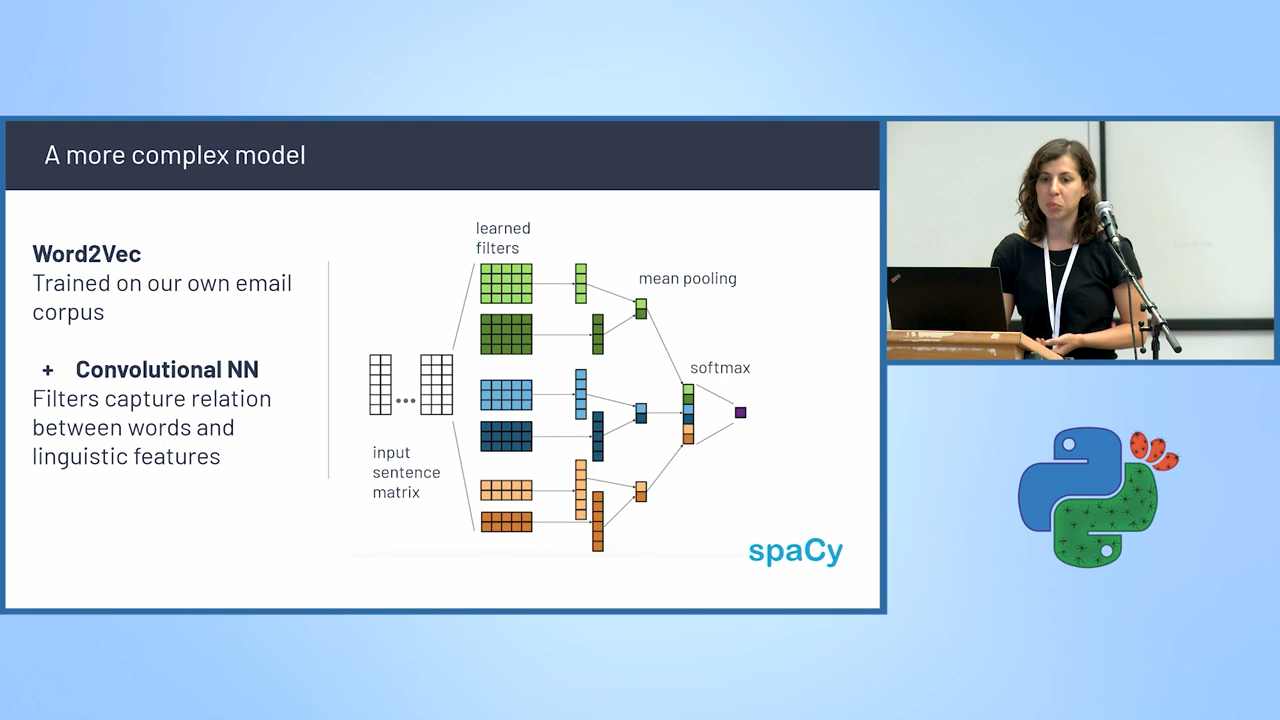 A more complex model
Word2Vec
Trained on our own email
corpus
+ Convolutional NN
Filters capture relation
between words and
linguistic features
learned
filters
mean pooling
softmax
input
sentence
matrix
spaCy